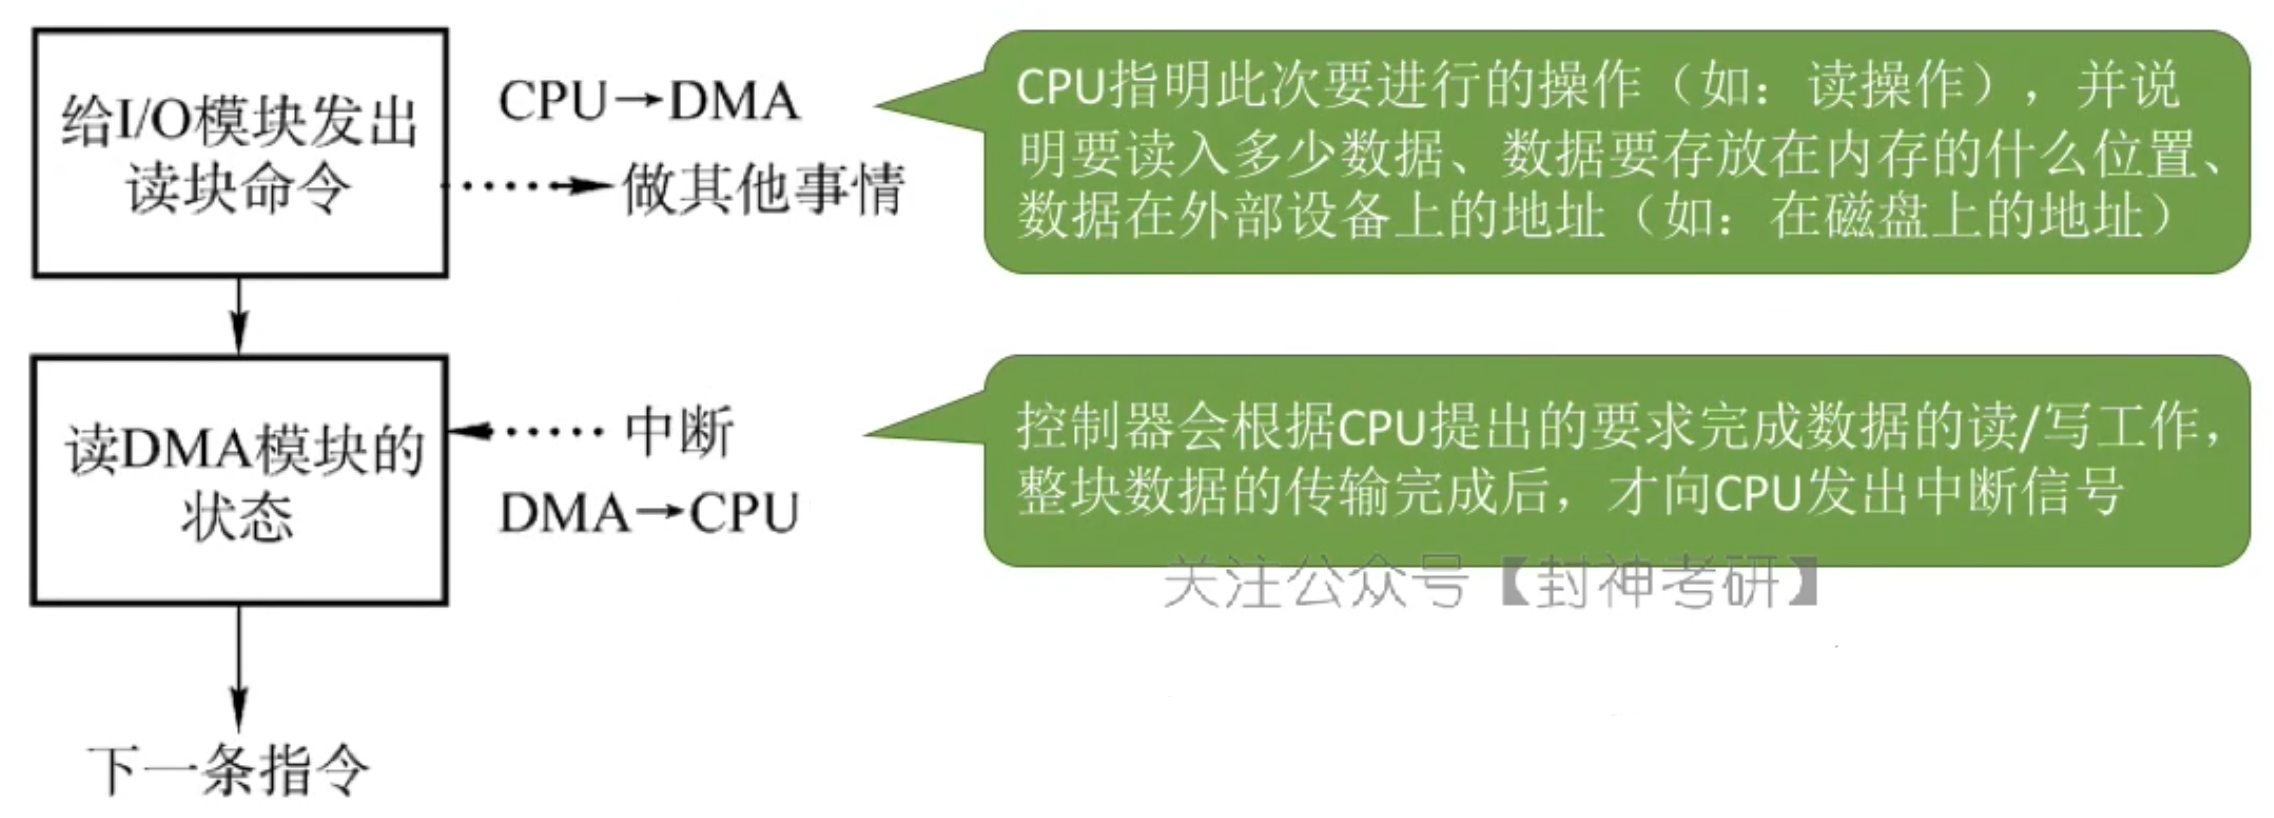 给I/O模块发出
读块命令
CPU→DMA
做其他事情
CPU指明此次要进行的操作（如：读操作），并说
明要读入多少数据、数据要存放在内存的什么位置、
数据在外部设备上的地址（如：在磁盘上的地址）
读DMA模块的
状态
中断
DMA→CPU
控制器会根据CPU提出的要求完成数据的读/写工作，
整块数据的传输完成后，才向CPU发出中断信号
关注公众号【封神考研】
下一条指令